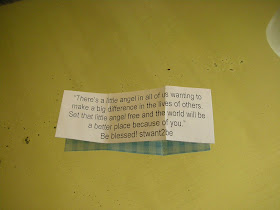 "There's a little angel in all of us wanting to
make a big difference in the lives of others.
Set that little angel free and the world will be
a better place because of you."
Be blessed! stwant2be